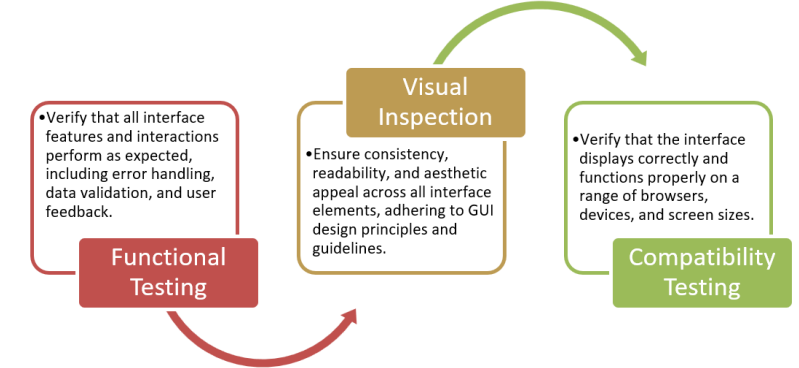 •Verify that all interface
features and interactions
perform as expected,
including error handling,
data validation, and user
feedback.
Functional
Testing
Visual
Inspection
•Ensure consistency,
readability, and aesthetic
appeal across all interface
elements, adhering to GUI
design principles and
guidelines.
•Verify that the interface
displays correctly and
functions properly on a
range of browsers,
devices, and screen sizes.
Compatibility
Testing